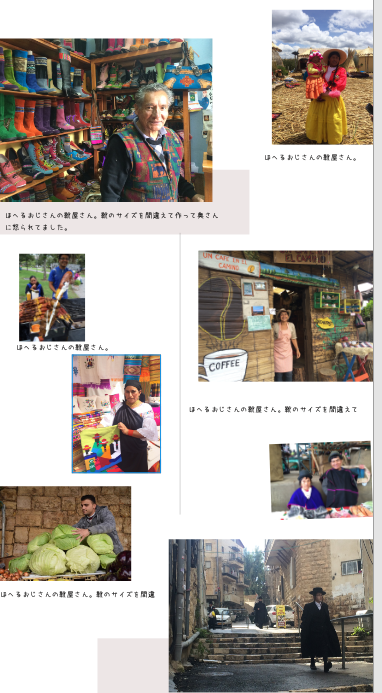 ほへるおじさんの靴屋さん。
ほへるおじさんの靴屋さん。靴のサイズを間違えて作って奥さん
に怒られてました。
UN CAFE EN EL
CAMINO
EL CAMINO
COFFEE
ほへるおじさんの靴屋さん。
ほへるおじさんの靴屋さん。靴のサイズを間違えて
ほへるおじさんの靴屋さん。靴のサイズを間違